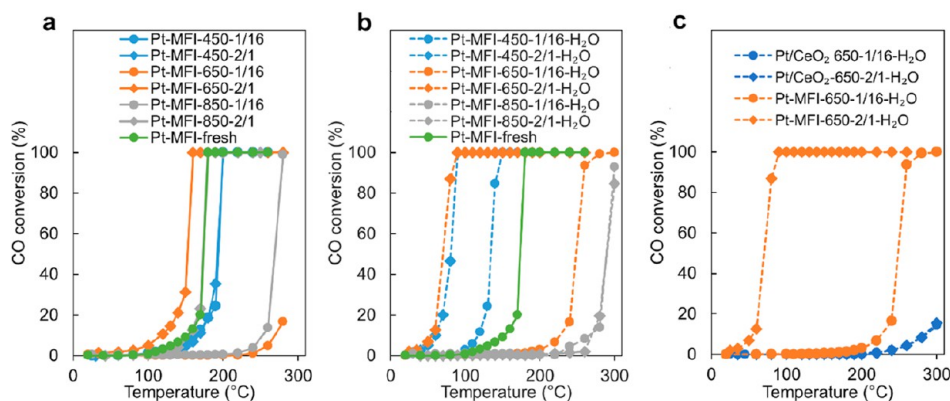 a
Pt-MFI-450-1/16
Pt-MFI-450-2/1
Pt-MFI-650-1/16
Pt-MFI-650-2/1
Pt-MFI-850-1/16
Pt-MFI-850-2/1
Pt-MFI-fresh
CO conversion (%)
100
80
60
40
20
0
0
100
200
300
Temperature (°C)
b
Pt-MFI-450-1/16-H₂O
Pt-MFI-450-2/1-H₂O
Pt-MFI-650-1/16-H₂O
Pt-MFI-650-2/1-H₂O
Pt-MFI-850-1/16-H₂O
Pt-MFI-850-2/1-H₂O
Pt-MFI-fresh
CO conversion (%)
100
80
60
40
20
0
0
100
200
300
Temperature (°C)
c
Pt/CeO₂ 650-1/16-H₂O
Pt/CeO₂-650-2/1-H₂O
Pt-MFI-650-1/16-H₂O
Pt-MFI-650-2/1-H₂O
CO conversion (%)
100
80
60
40
20
0
0
100
200
300
Temperature (°C)